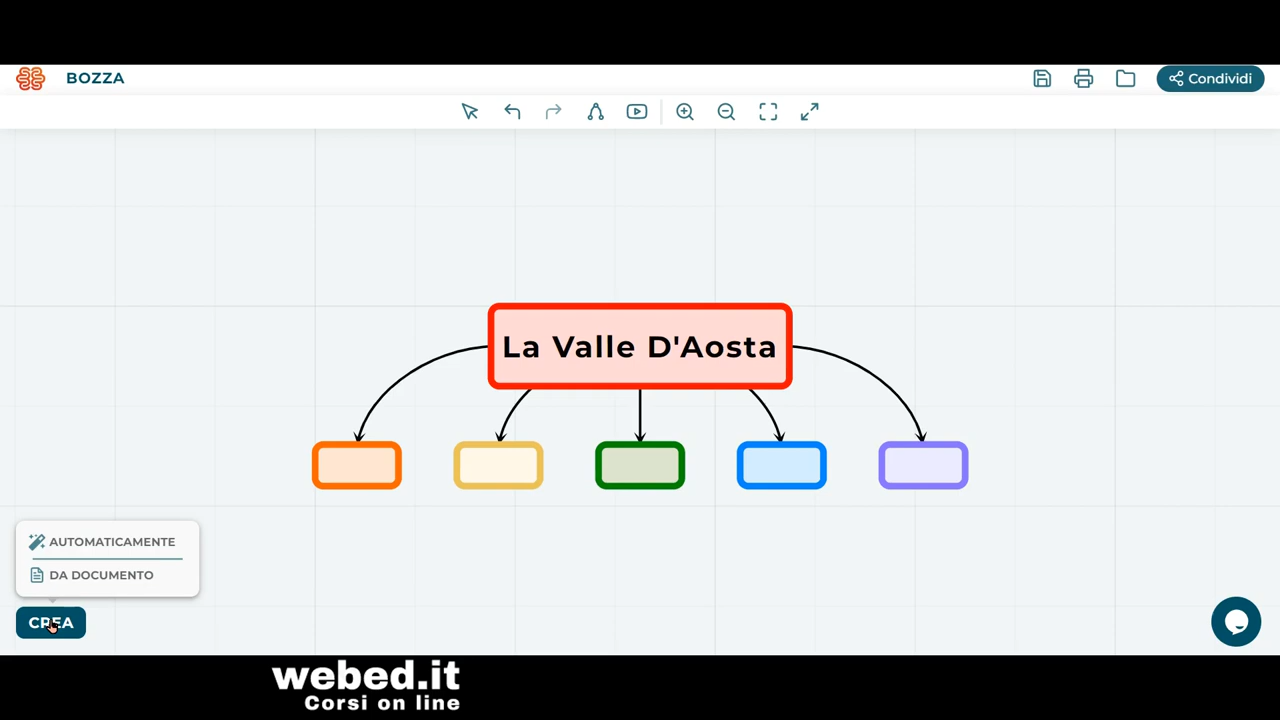 BOZZA
Condividi
La Valle D'Aosta
AUTOMATICAMENTE
DA DOCUMENTO
CREA
webed.it
Corsi on line